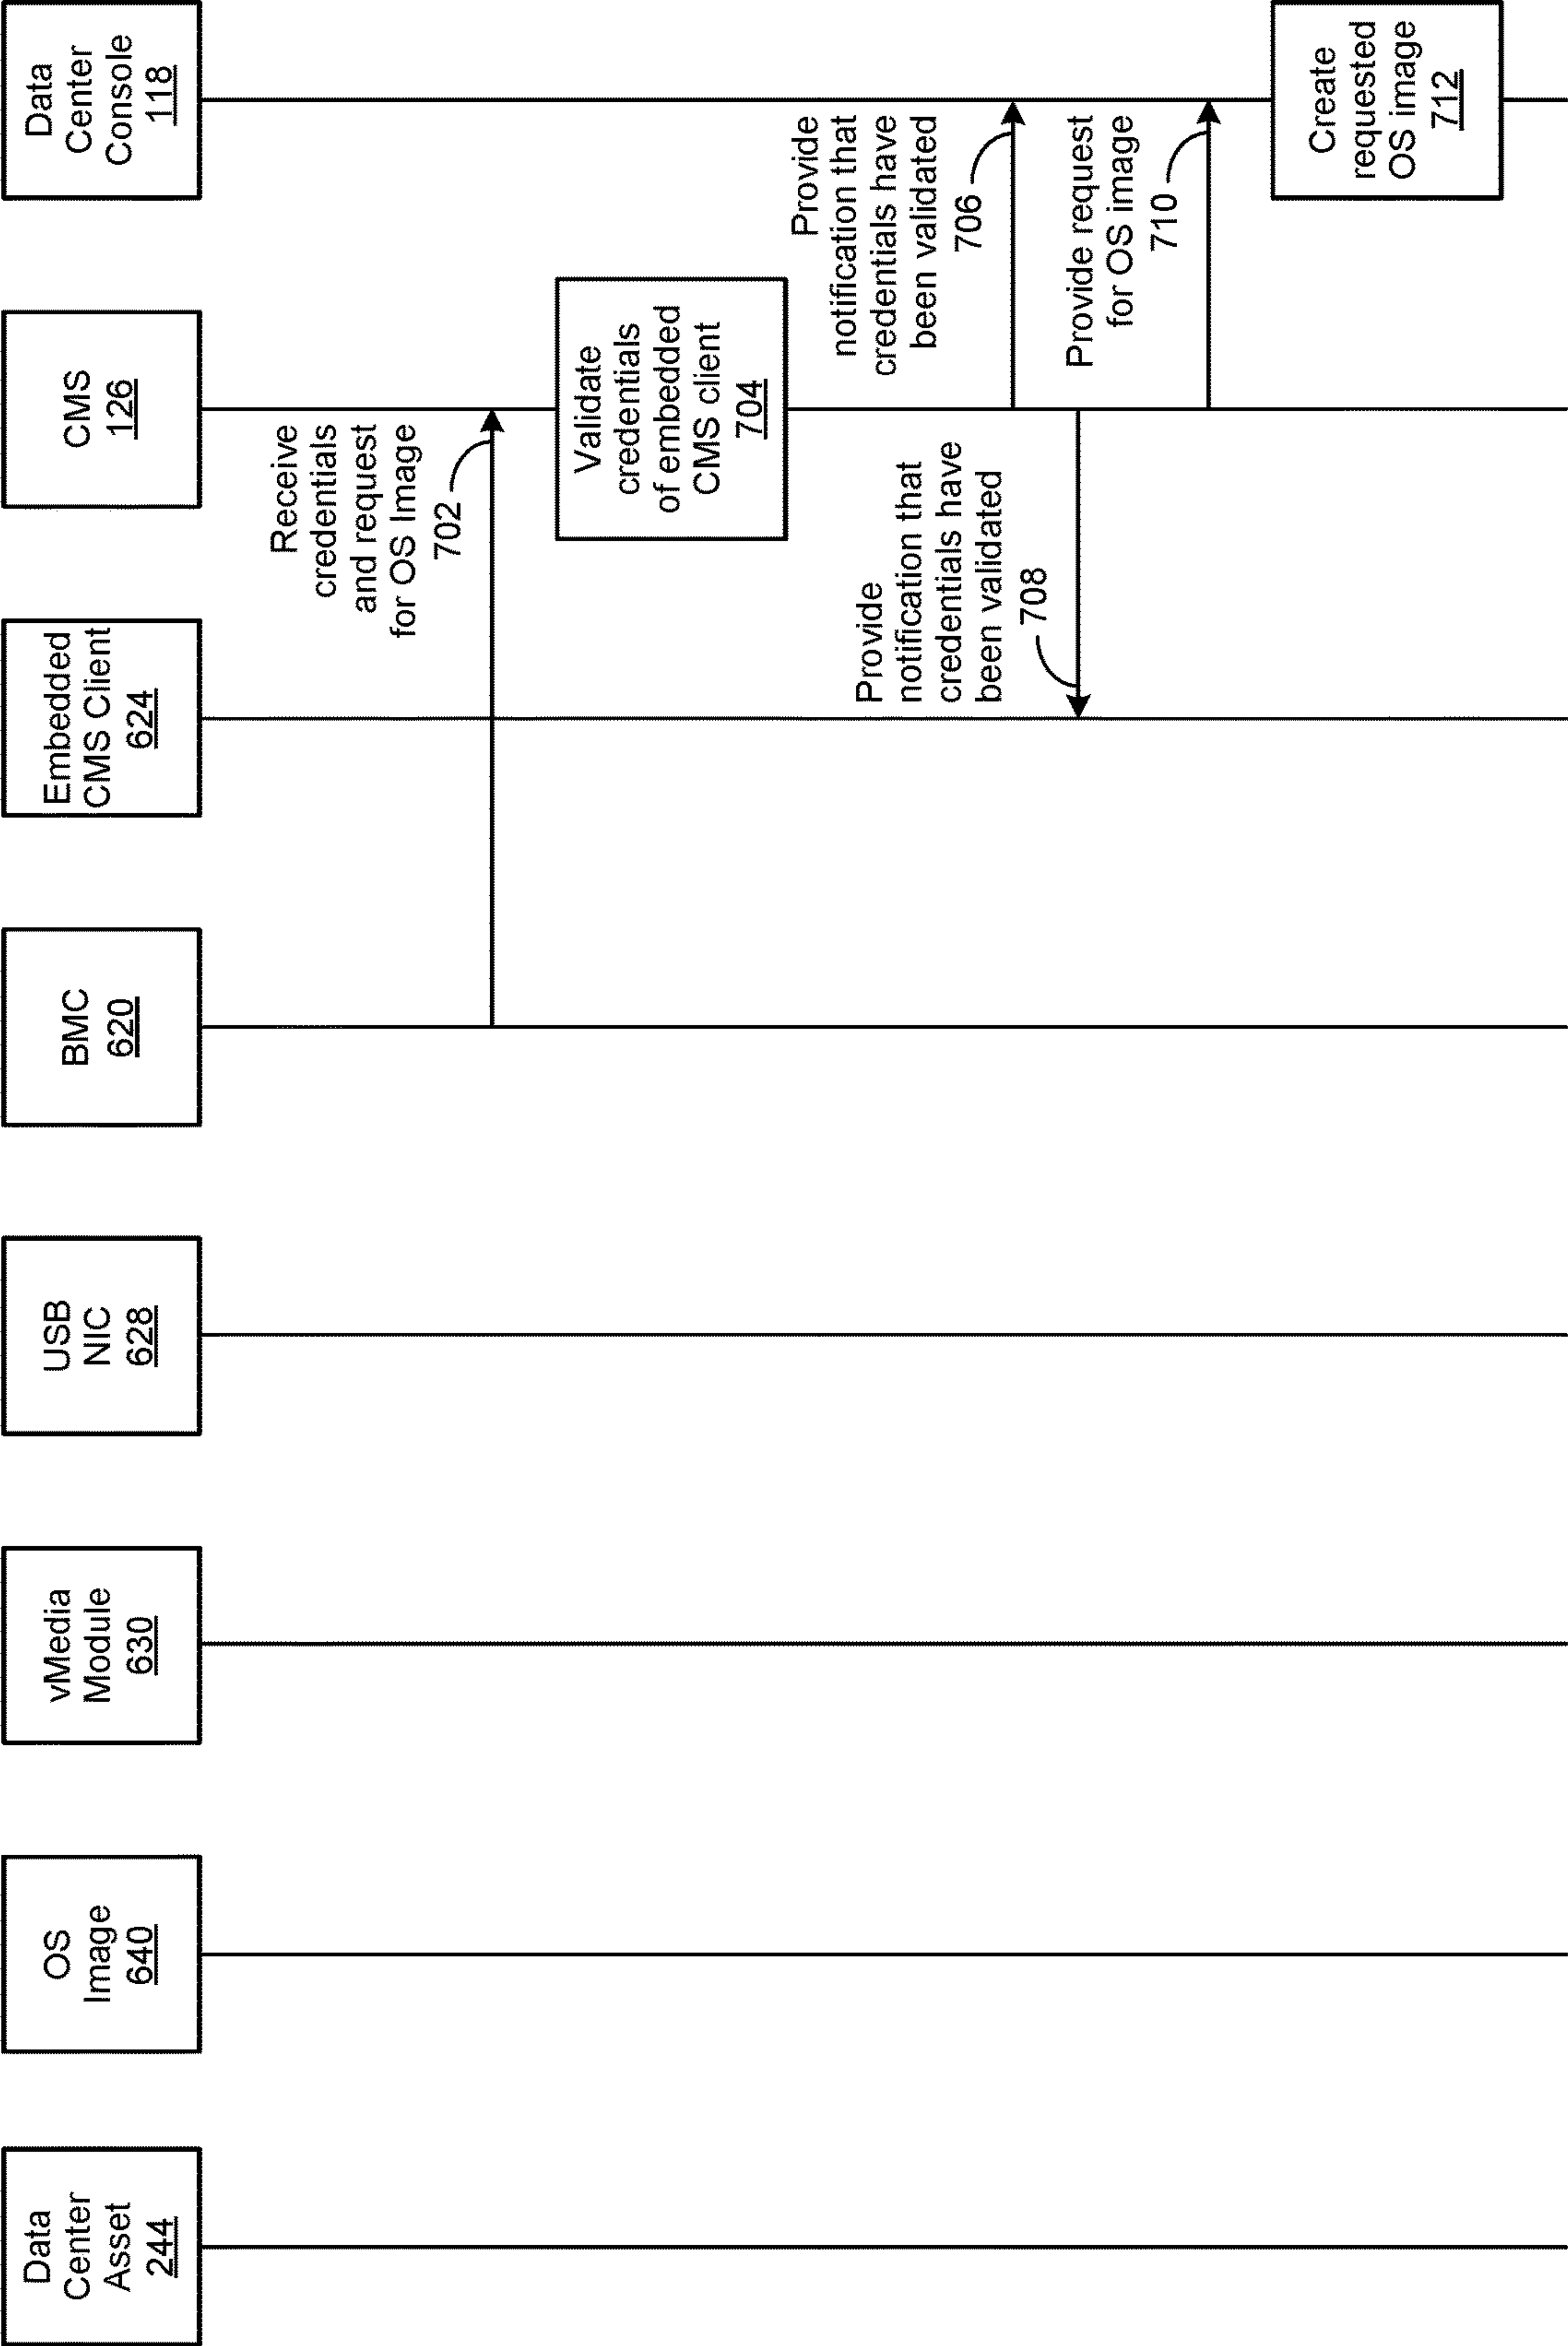 Data
Center
Asset
244
OS
Image
640
vMedia
Module
630
USB
NIC
628
BMC
620
Embedded
CMS Client
624
CMS
126
Data
Center
Console
118
Receive
credentials
and request
for OS Image
702
Validate
credentials
of embedded
CMS client
704
Provide
notification that
credentials have
been validated
706
Provide
notification that
credentials have
been validated
708
Provide request
for OS image
710
Create
requested
OS image
712